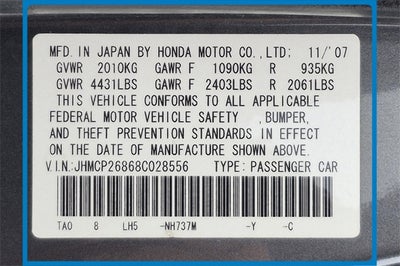 MFD. IN JAPAN BY HONDA MOTOR CO., LTD: 11/'07
GVWR 2010KG GAWR F 1090KG R 935KG
GVWR 4431LBS GAWR F 2403LBS R 2061LBS
THIS VEHICLE CONFORMS TO ALL APPLICABLE
FEDERAL MOTOR VEHICLE SAFETY ,BUMPER,
AND THEFT PREVENTION STANDARDS IN EFFECT
ON THE DATE OF MANUFACTURE SHOWN ABOVE.
V.I.N:JHMCP26868C028556 TYPE: PASSENGER CAR
TA0 8 LH5 -NH737M -Y -C